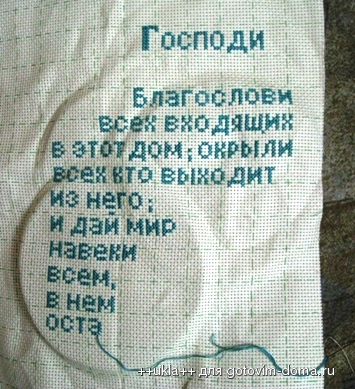 Господи
Благослови
всех входящих
в этот дом; окрыли
всех кто выходит
из него;
и дай мир
навеки
всем,
в нем
оста
++ukla++ для gotovim-doma.ru